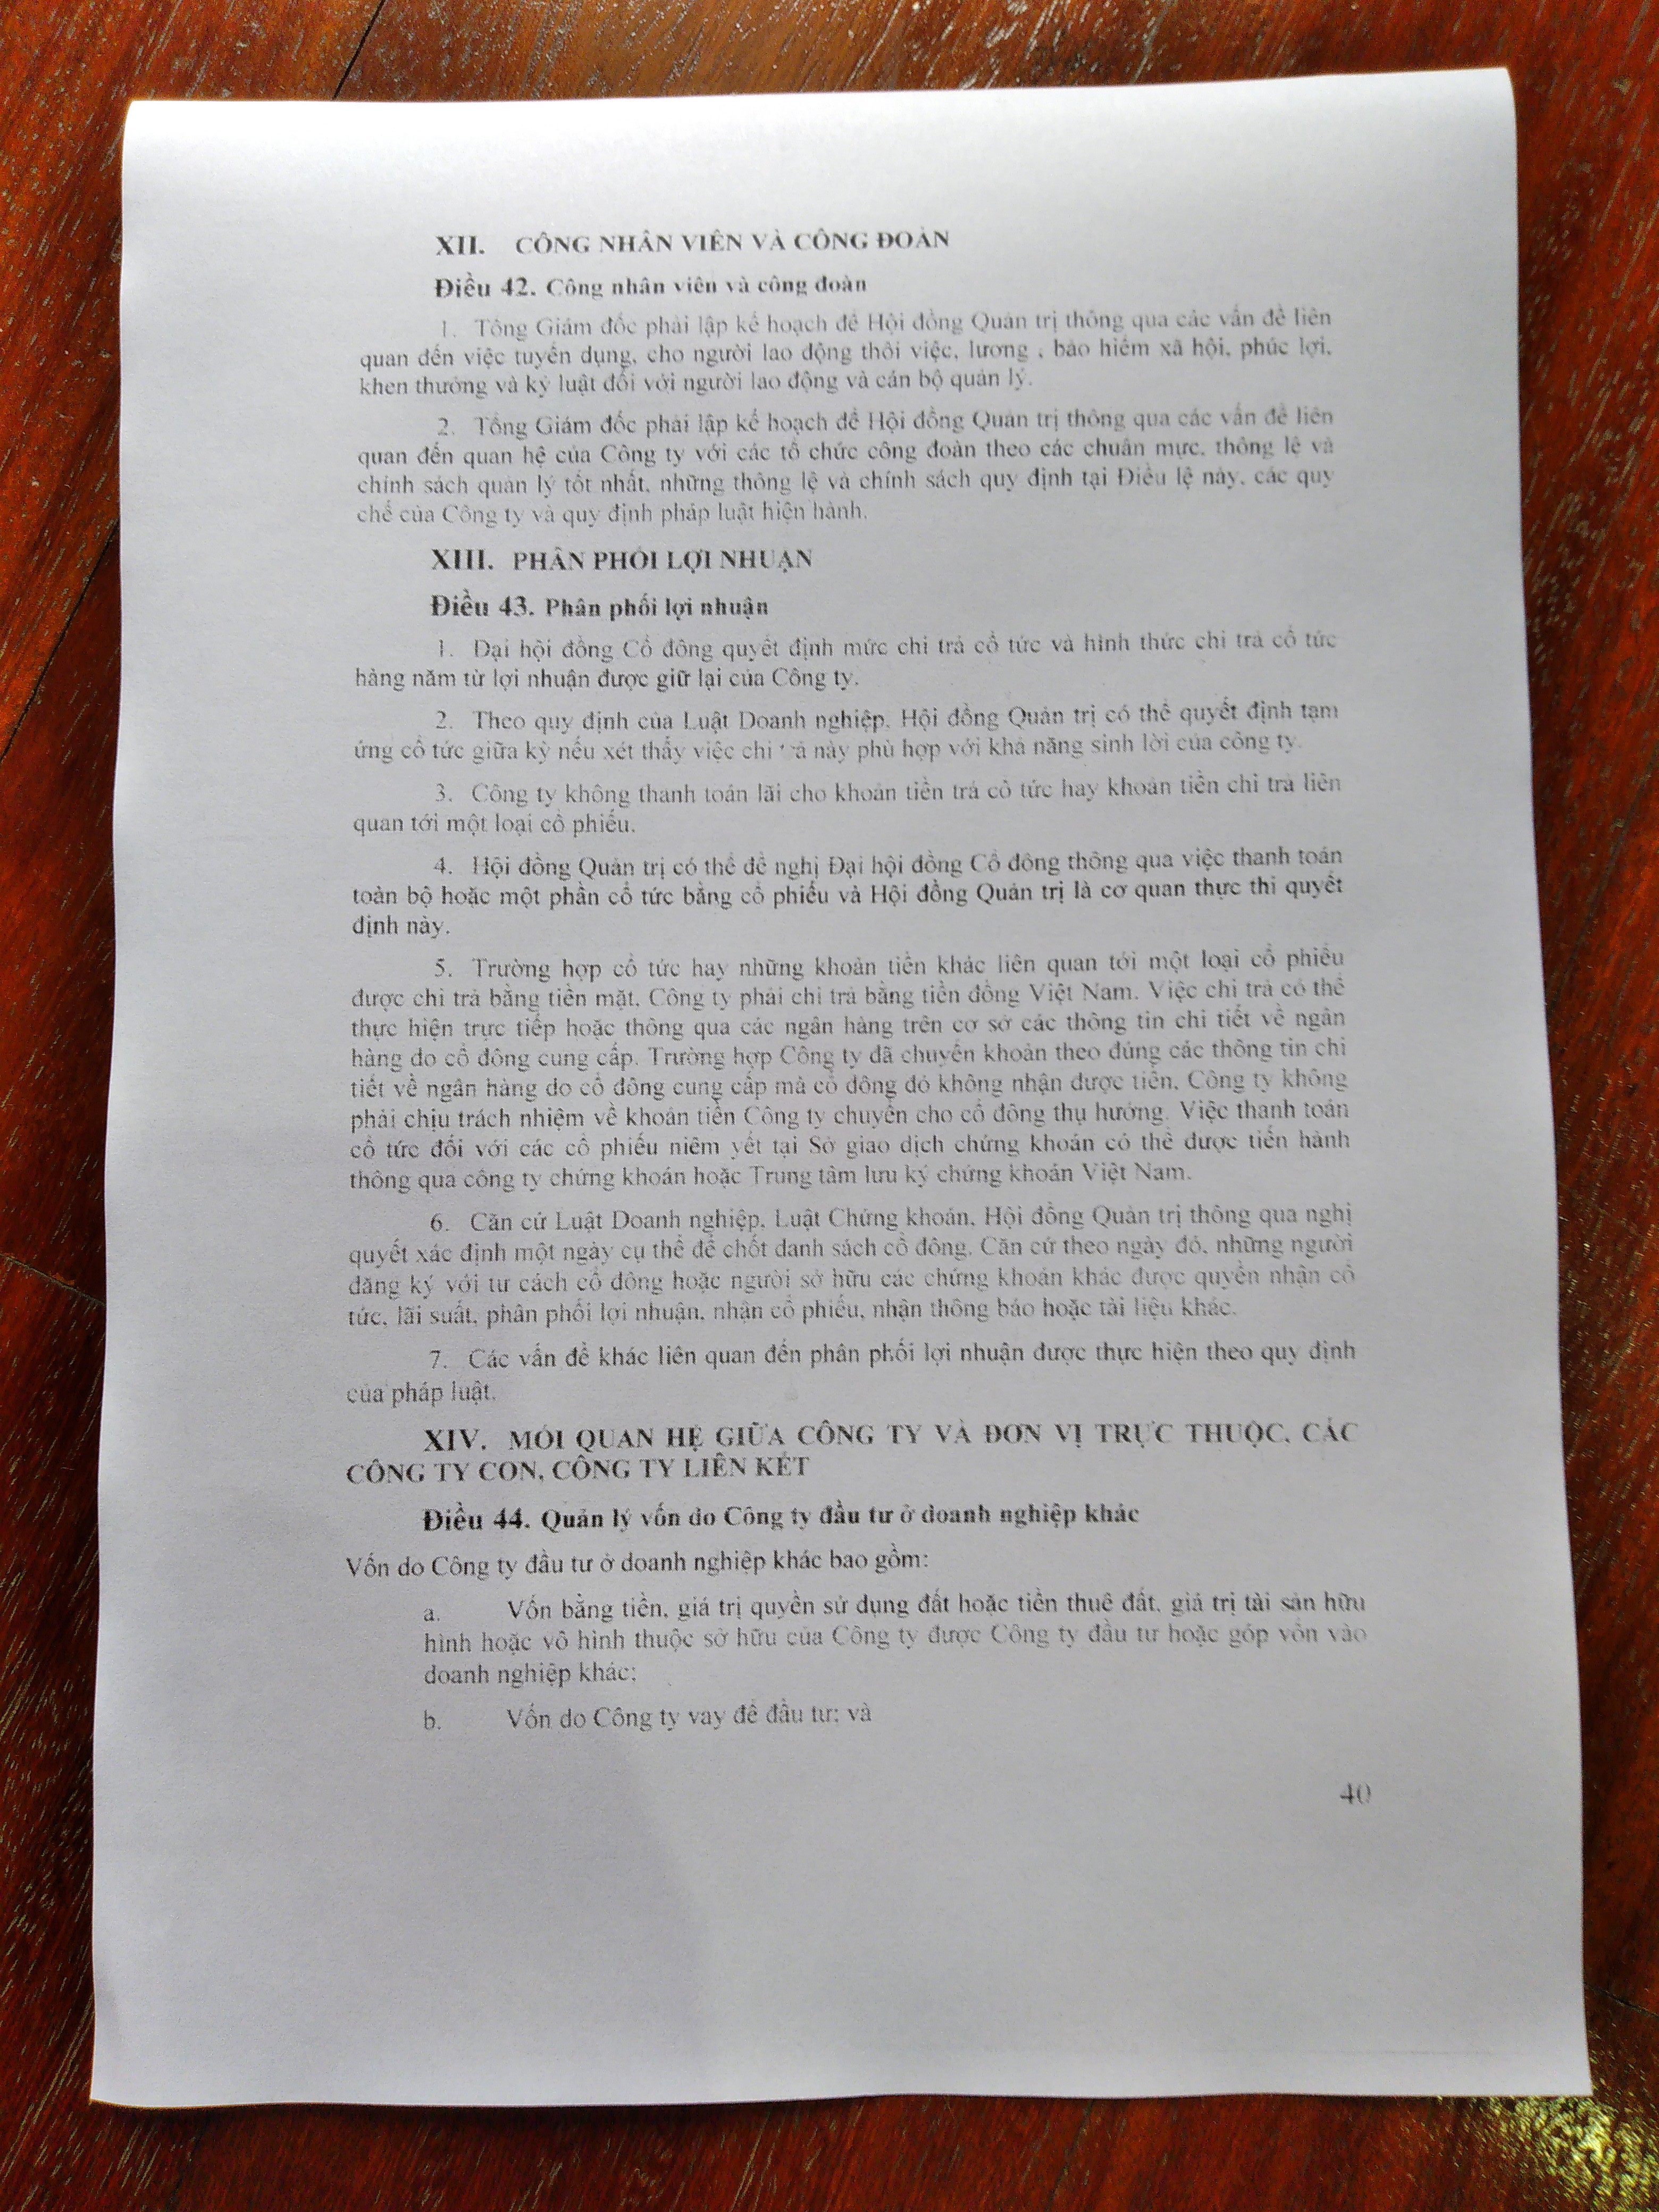 XII. CÔNG NHÂN VIÊN VÀ CÔNG ĐOÀN
Điều 42. Công nhân viên và công đoàn
1. Tổng Giám đốc phải lập kế hoạch để Hội đồng Quản trị thông qua các vấn đề liên
quan đến việc tuyển dụng, cho người lao động thôi việc, lương , bảo hiểm xã hội, phúc lợi,
khen thưởng và kỷ luật đối với người lao động và cán bộ quản lý.
2. Tổng Giám đốc phải lập kế hoạch để Hội đồng Quản trị thông qua các vấn đề liên
quan đến quan hệ của Công ty với các tổ chức công đoàn theo các chuẩn mực, thông lệ và
chính sách quản lý tốt nhất, những thông lệ và chính sách quy định tại Điều lệ này, các quy
chế của Công ty và quy định pháp luật hiện hành.
XIII. PHÂN PHỐI LỢI NHUẬN
Điều 43. Phân phối lợi nhuận
1. Đại hội đồng Cổ đông quyết định mức chi trả cổ tức và hình thức chi trả cổ tức
hàng năm từ lợi nhuận được giữ lại của Công ty.
2. Theo quy định của Luật Doanh nghiệp, Hội đồng Quản trị có thể quyết định tạm
ứng cổ tức giữa kỳ nếu xét thấy việc chi trả này phù hợp với khả năng sinh lời của công ty.
3. Công ty không thanh toán lãi cho khoản tiền trả cổ tức hay khoản tiền chi trả liên
quan tới một loại cổ phiếu.
4. Hội đồng Quản trị có thể đề nghị Đại hội đồng Cổ đông thông qua việc thanh toán
toàn bộ hoặc một phần cổ tức bằng cổ phiếu và Hội đồng Quản trị là cơ quan thực thi quyết
định này.
5. Trường hợp cổ tức hay những khoản tiền khác liên quan tới một loại cổ phiếu
được chi trả bằng tiền mặt, Công ty phải chi trả bằng tiền đồng Việt Nam. Việc chi trả có thể
thực hiện trực tiếp hoặc thông qua các ngân hàng trên cơ sở các thông tin chi tiết về ngân
hàng do cổ đông cung cấp. Trường hợp Công ty đã chuyển khoản theo đúng các thông tin chi
tiết về ngân hàng do cổ đông cung cấp mà cổ đông đó không nhận được tiền, Công ty không
phải chịu trách nhiệm về khoản tiền Công ty chuyển cho cổ đông thụ hưởng. Việc thanh toán
cổ tức đối với các cổ phiếu niêm yết tại Sở giao dịch chứng khoán có thể được tiến hành
thông qua công ty chứng khoán hoặc Trung tâm lưu ký chứng khoán Việt Nam.
6. Căn cứ Luật Doanh nghiệp, Luật Chứng khoán, Hội đồng Quản trị thông qua nghị
quyết xác định một ngày cụ thể để chốt danh sách cổ đông. Căn cứ theo ngày đó, những người
đăng ký với tư cách cổ đông hoặc người sở hữu các chứng khoán khác được quyền nhận cổ
tức, lãi suất, phân phối lợi nhuận, nhận cổ phiếu, nhận thông báo hoặc tài liệu khác.
7. Các vấn đề khác liên quan đến phân phối lợi nhuận được thực hiện theo quy định
của pháp luật.
XIV. MỐI QUAN HỆ GIỮA CÔNG TY VÀ ĐƠN VỊ TRỰC THUỘC, CÁC
CÔNG TY CON, CÔNG TY LIÊN KẾT
Điều 44. Quản lý vốn do Công ty đầu tư ở doanh nghiệp khác
Vốn do Công ty đầu tư ở doanh nghiệp khác bao gồm:
a. Vốn bằng tiền, giá trị quyền sử dụng đất hoặc tiền thuê đất, giá trị tài sản hữu
hình hoặc vô hình thuộc sở hữu của Công ty được Công ty đầu tư hoặc góp vốn vào
doanh nghiệp khác;
b. Vốn do Công ty vay để đầu tư; và
40